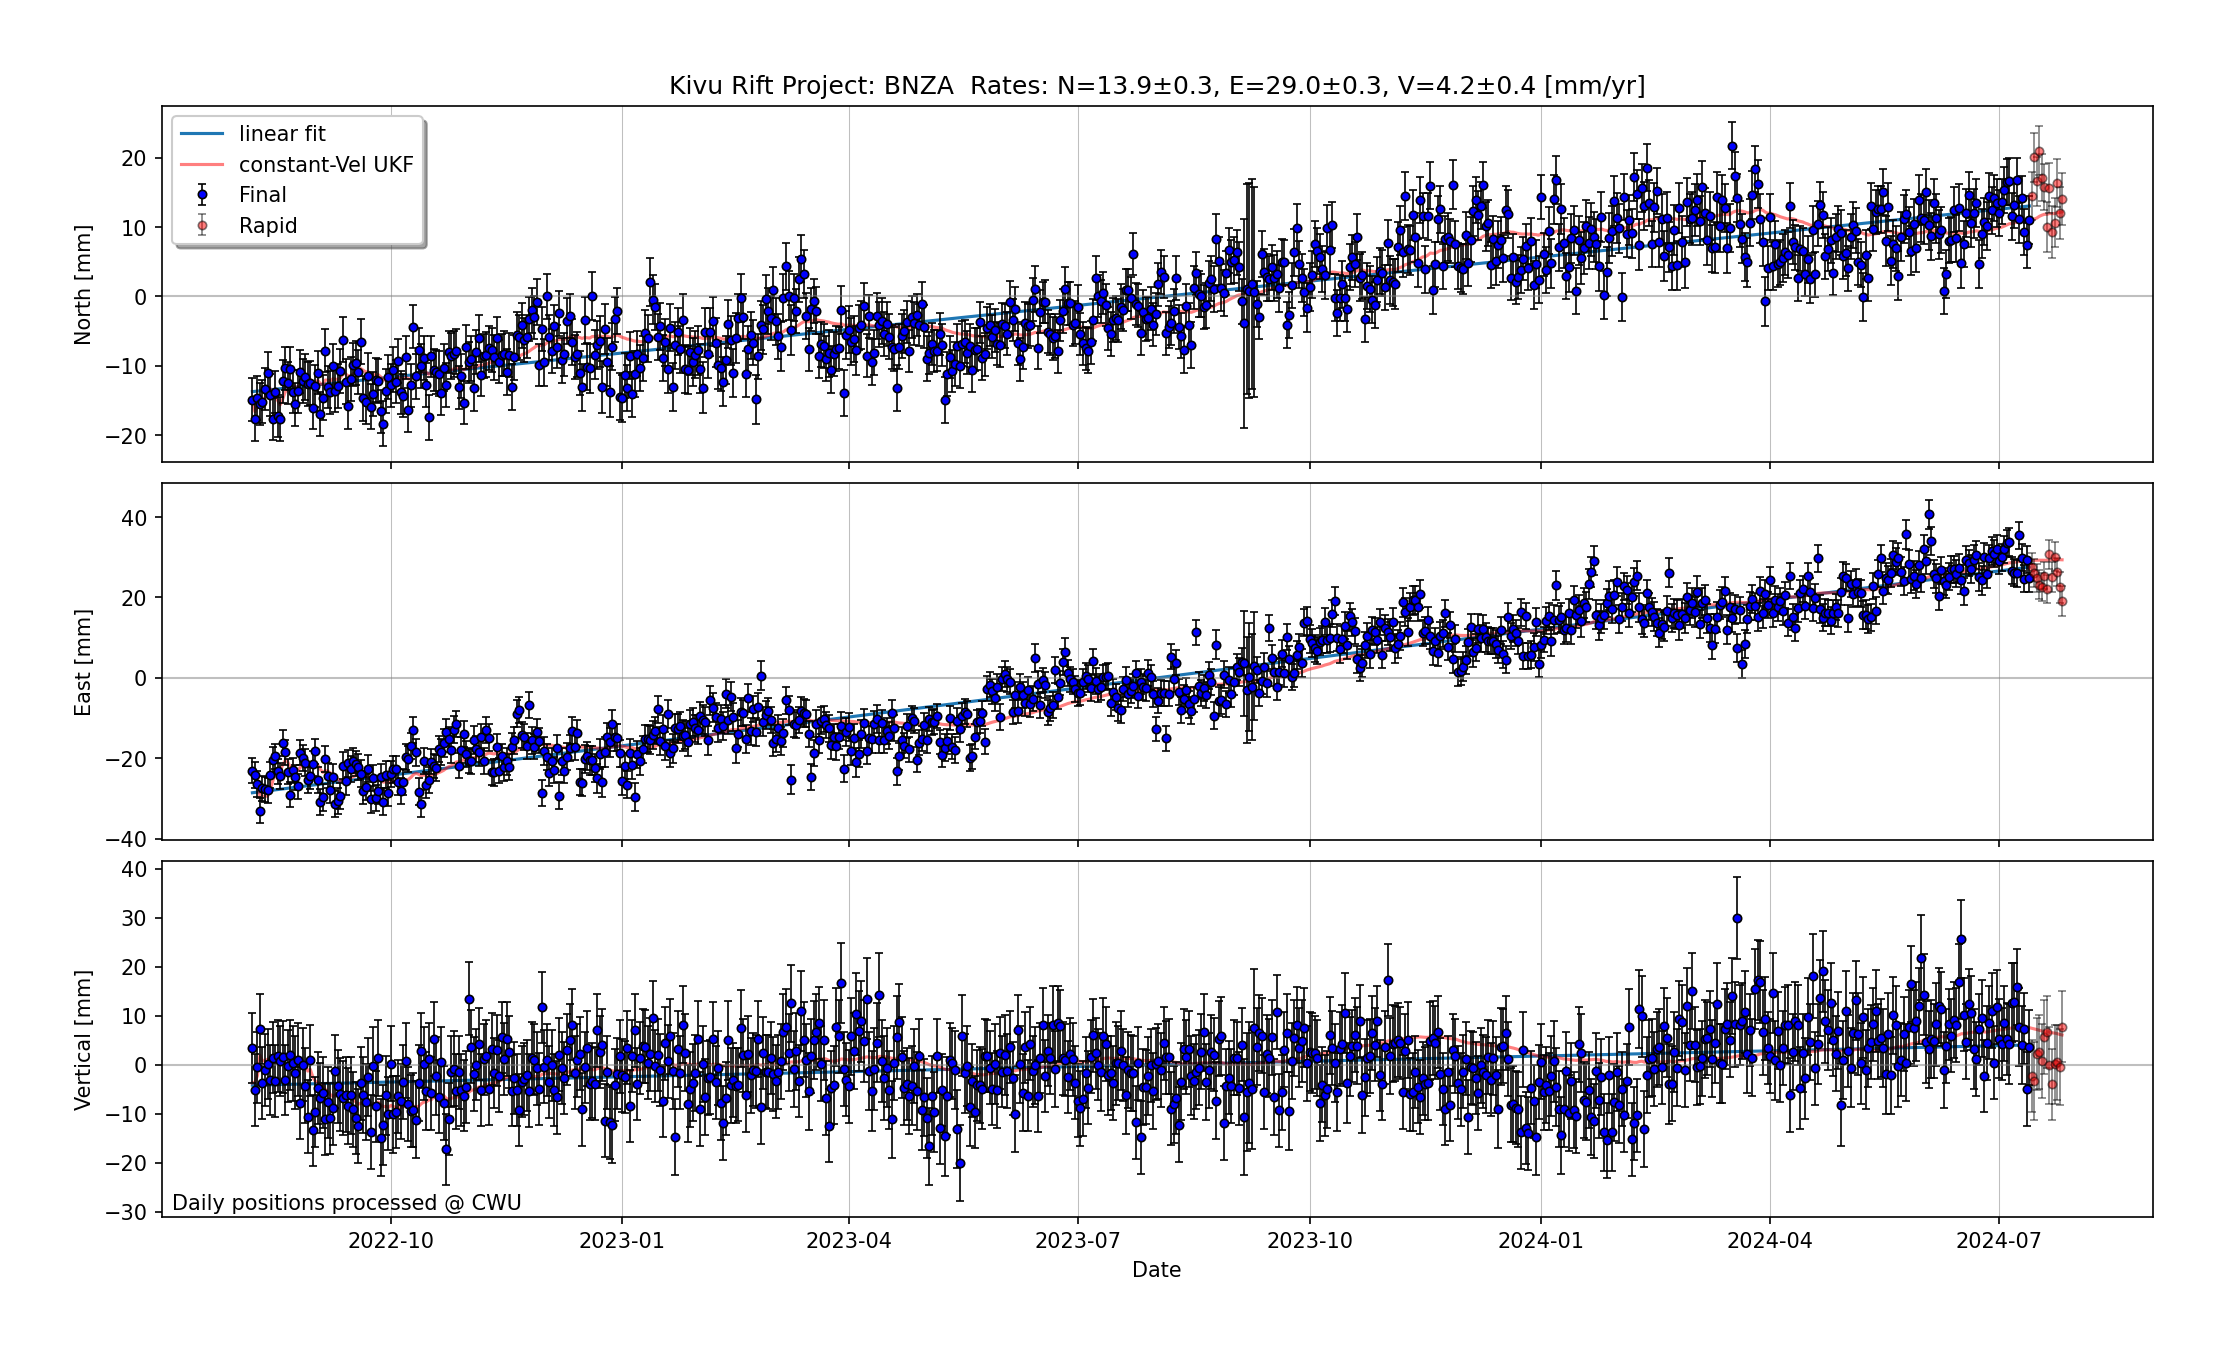 Kivu Rift Project: BNZA  Rates: N=13.9±0.3, E=29.0±0.3, V=4.2±0.4 [mm/yr]
linear fit
constant-Vel UKF
Final
Rapid
North [mm]
20
10
0
−10
−20
East [mm]
40
20
0
−20
−40
Vertical [mm]
40
30
20
10
0
−10
−20
−30
Daily positions processed @ CWU
2022-10 2023-01 2023-04 2023-07 2023-10 2024-01 2024-04 2024-07
Date